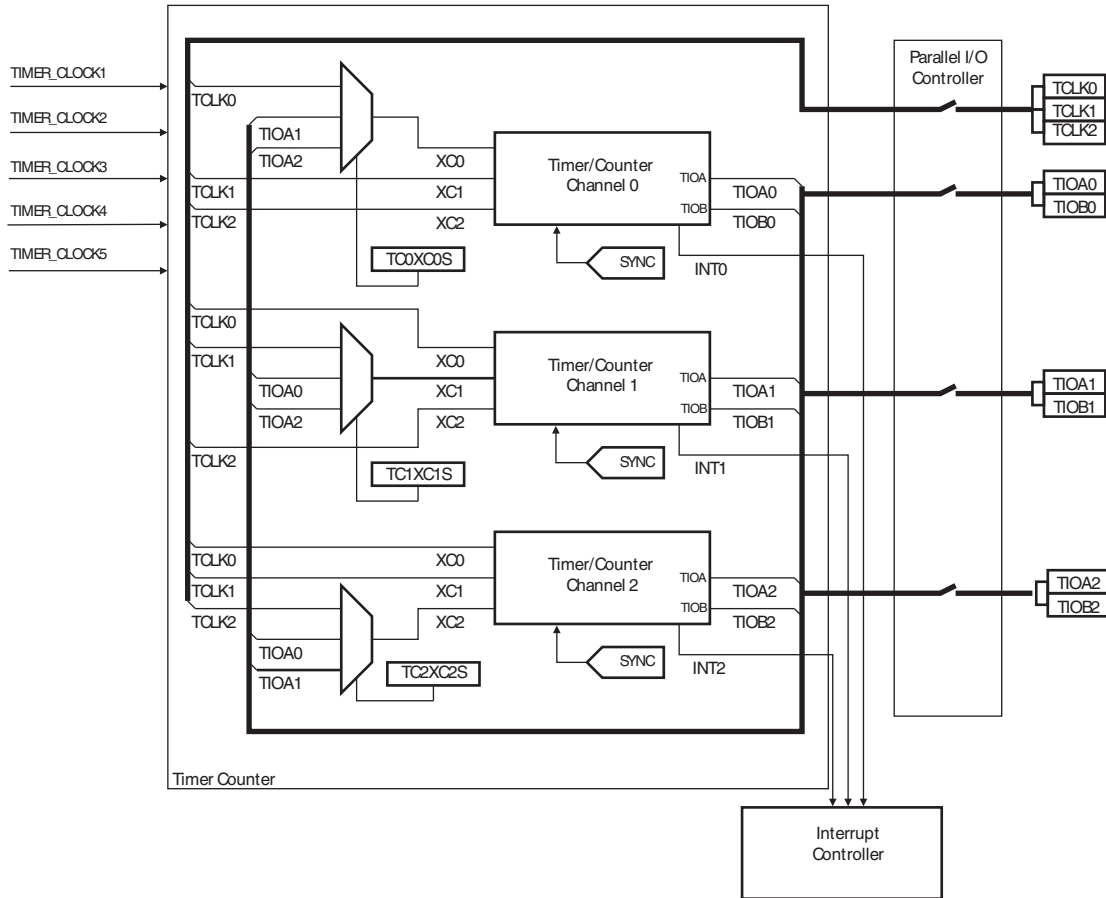 TIMER_CLOCK1
TIMER_CLOCK2
TIMER_CLOCK3
TIMER_CLOCK4
TIMER_CLOCK5
TCLK0
TIOA1
TIOA2
TCLK1
TCLK2
XC0
XC1
XC2
TC0XC0S
Timer/Counter
Channel 0
TIOA
TIOB
TIOA0
TIOB0
SYNC
INT0
TCLK0
TCLK1
TIOA0
TIOA2
TCLK2
XC0
XC1
XC2
TC1XC1S
Timer/Counter
Channel 1
TIOA
TIOB
TIOA1
TIOB1
SYNC
INT1
TCLK0
TCLK1
TCLK2
TIOA0
TIOA1
XC0
XC1
XC2
TC2XC2S
Timer/Counter
Channel 2
TIOA
TIOB
TIOA2
TIOB2
SYNC
INT2
Timer Counter
Parallel I/O
Controller
TCLK0
TCLK1
TCLK2
TIOA0
TIOB0
TIOA1
TIOB1
TIOA2
TIOB2
Interrupt
Controller